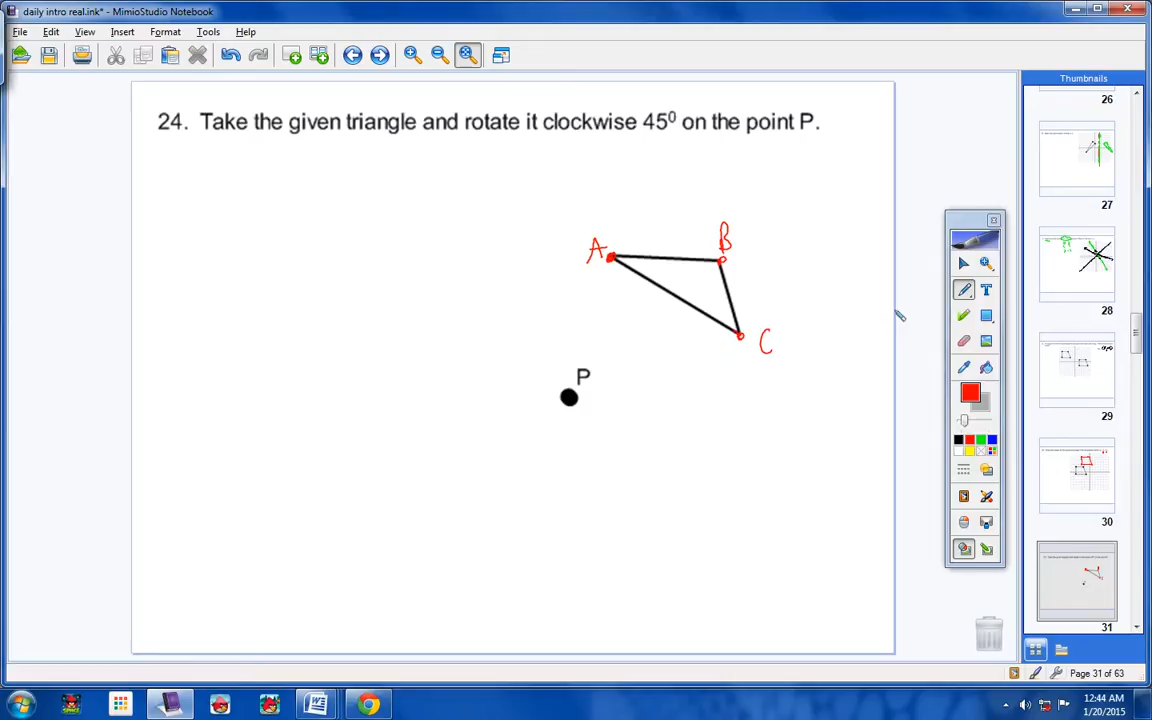 daily intro real.ink* - MimioStudio Notebook
File Edit View Insert Format Tools Help
Thumbnails
24. Take the given triangle and rotate it clockwise 45⁰ on the point P.
A
B
C
P
26
27
28
29
30
31
Page 31 of 63
12:44 AM
1/20/2015